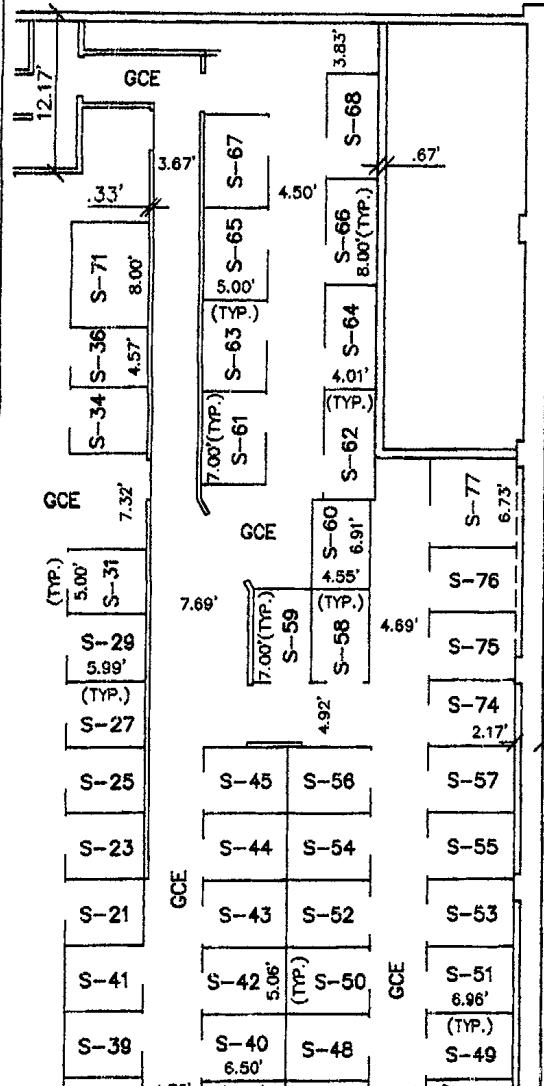 3.83'
GCE
12.17'
S-68
3.67'
S-67
.67'
.33'
4.50'
S-66
8.00'(TYP.)
S-65
5.00'
(TYP.)
S-71
8.00'
S-64
4.01'
(TYP.)
S-36
4.57'
S-63
S-34
7.00'(TYP.)
S-61
S-62
GCE
7.32'
S-77
6.73'
GCE
S-60
6.91'
4.55'
(TYP.)
(TYP.)
5.00'
S-31
S-76
7.69'
7.00'(TYP.)
S-59
S-58
4.69'
S-29
5.99'
(TYP.)
S-75
S-27
4.92'
S-74
2.17'
S-25
S-45
S-56
S-57
S-23
S-44
S-54
S-55
GCE
S-21
S-43
S-52
S-53
S-41
S-42
5.06'
(TYP.)
S-50
GCE
S-51
6.96'
(TYP.)
S-39
S-40
6.50'
S-48
S-49